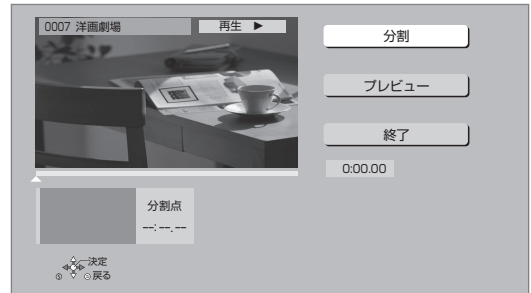 0007 洋画劇場
再生 ▶
分割
プレビュー
終了
0:00.00
分割点
--:--.--
決定
戻る